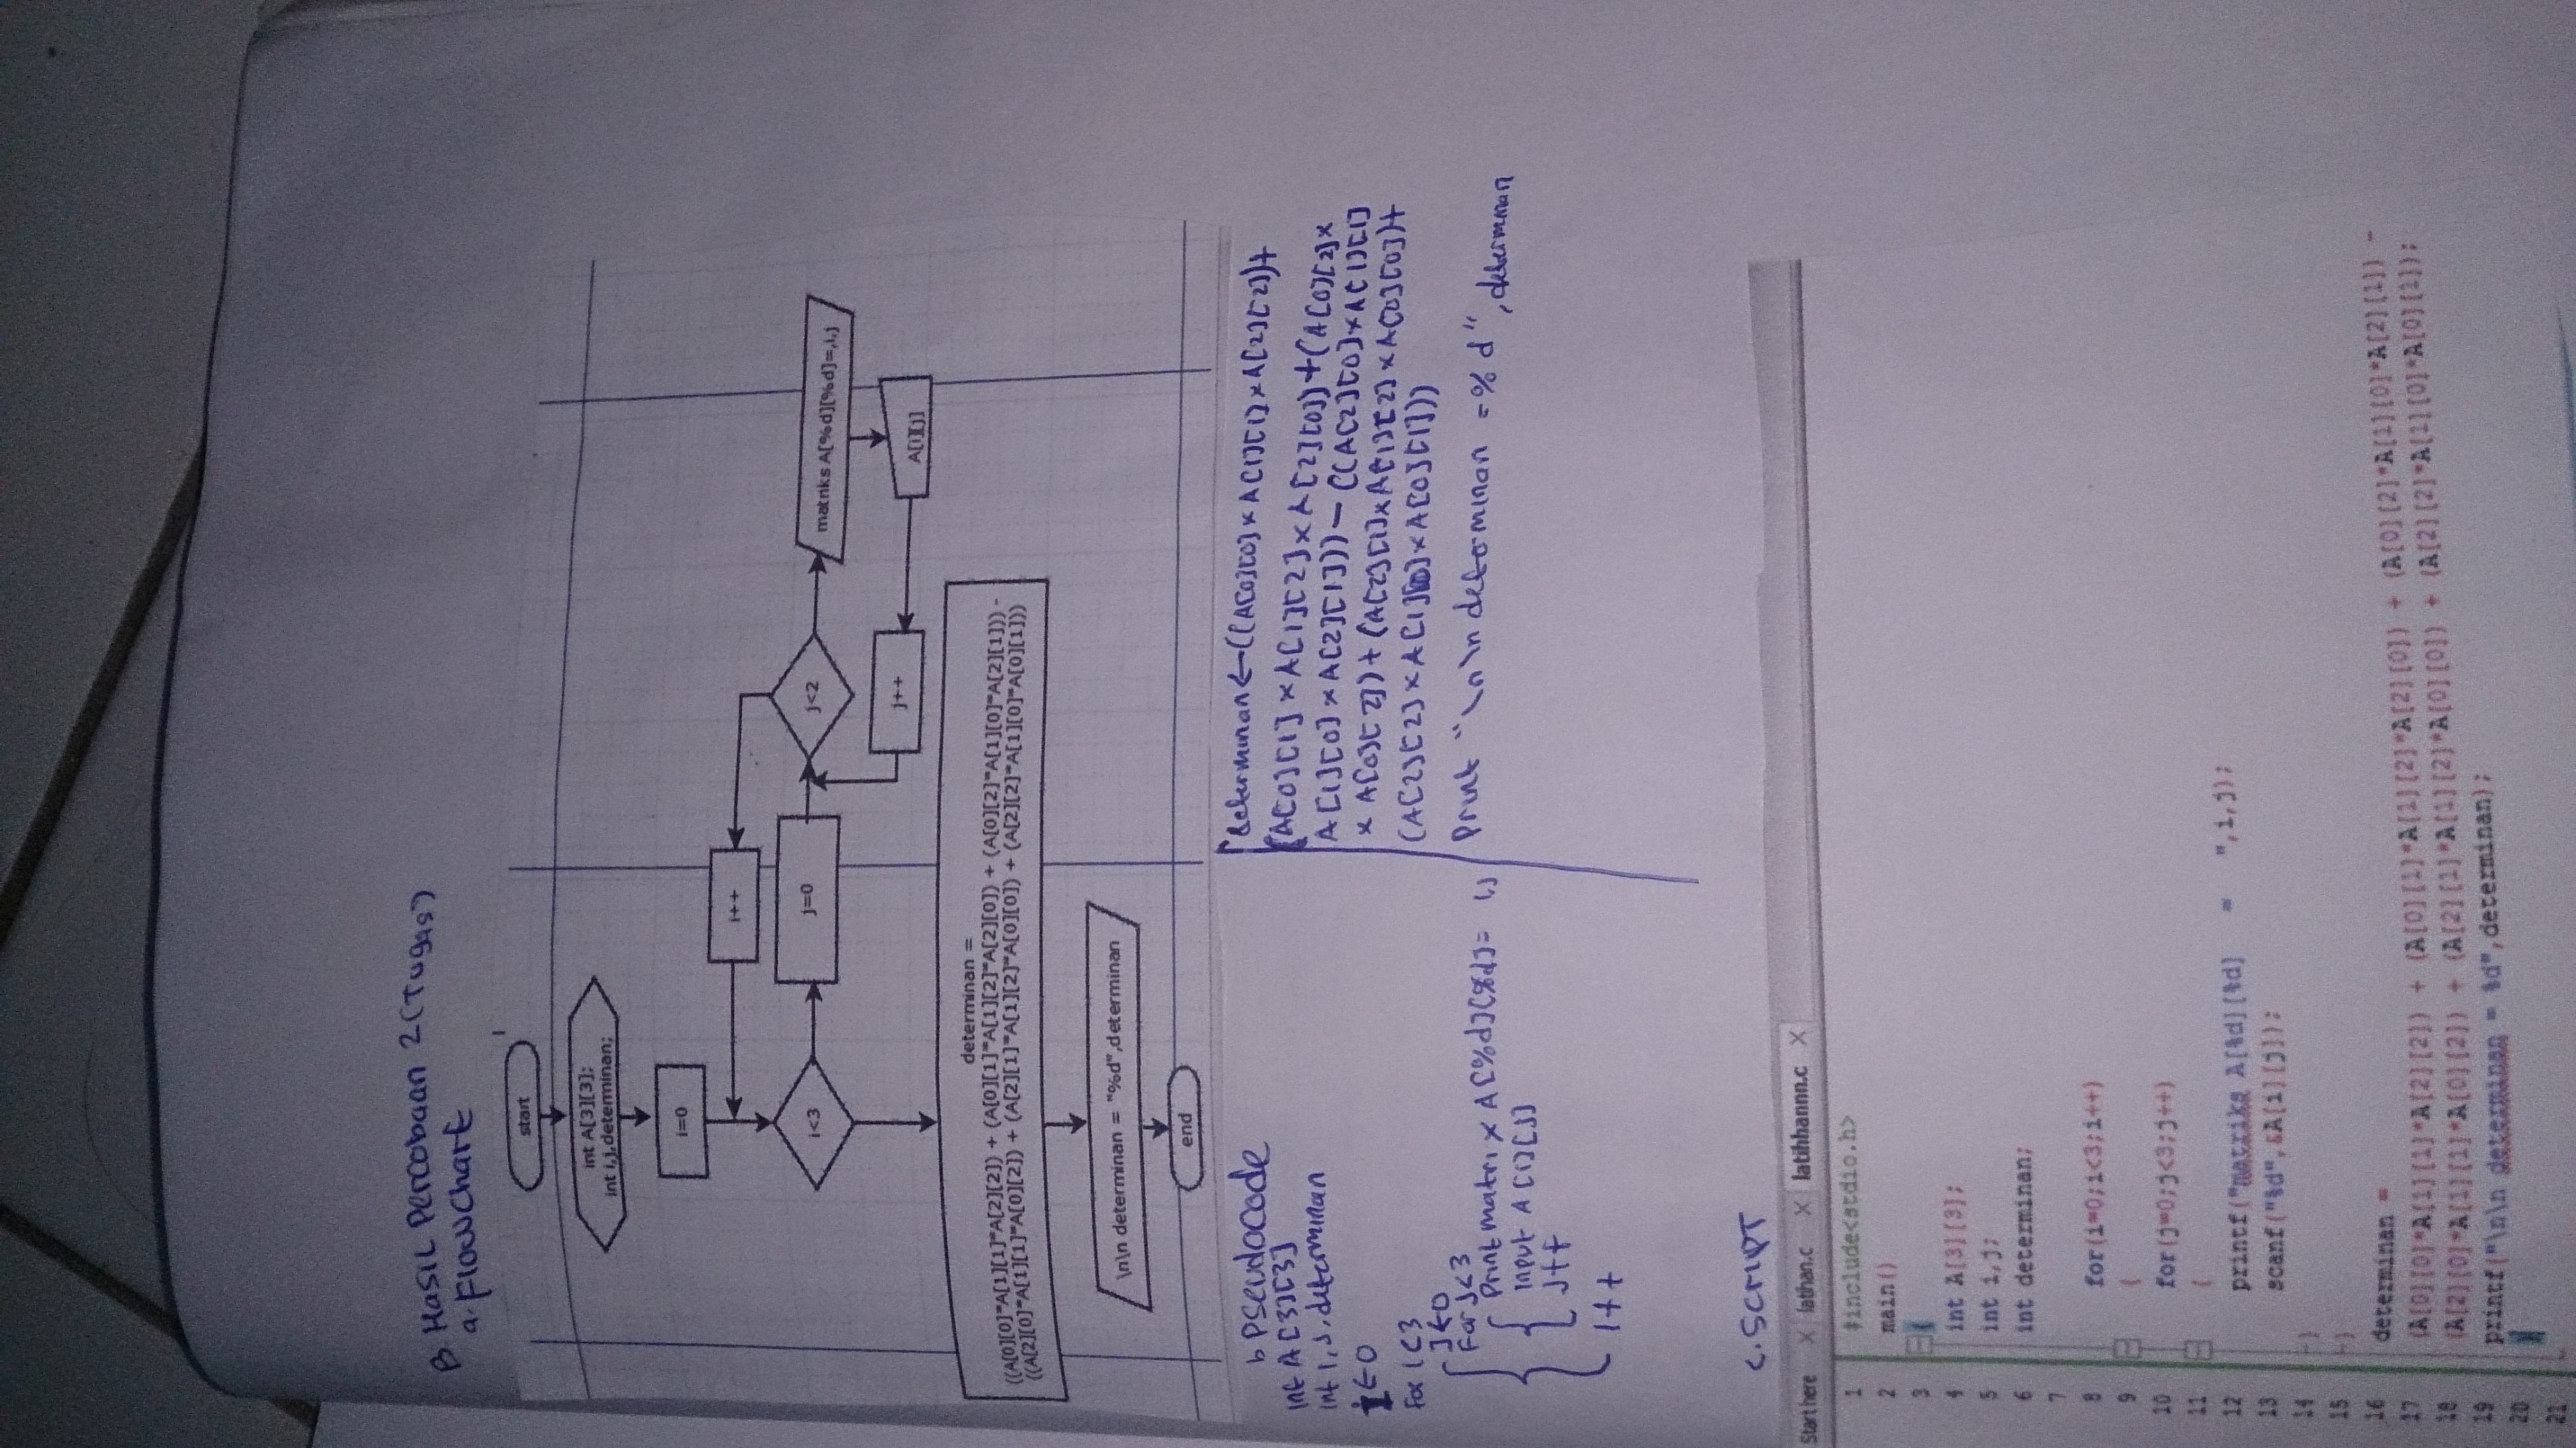 B Hasil Percobaan 2 (Tugas)
a. Flowchart
start
int A[3][3];
int i,j,determinan;
i=0
i++
i<3
j=0
j<2
j++
matriks A[%d][%d]=,i,j
A[i][j]
determinan =
((A[0][0]*A[1][1]*A[2][2]) + (A[0][1]*A[1][2]*A[2][0]) + (A[0][2]*A[1][0]*A[2][1])) -
((A[2][0]*A[1][1]*A[0][2]) + (A[2][1]*A[1][2]*A[0][0]) + (A[2][2]*A[1][0]*A[0][1]))
\n\n determinan = "%d",determinan
end
b Pseudocode
int A[3][3]
int i,j,determinan
I←0
For i<3
{ J←0
For J<3
{ Print matrix A[%d][%d]= i,j
Input A[i][j]
{ J++
{ i++
determinan←((A[0][0]×A[1][1]×A[2][2])+
(A[0][1]×A[1][2]×A[2][0])+(A[0][2]×
A[1][0]×A[2][1]))-((A[2][0]×A[1][1]
×A[0][2])+(A[2][1]×A[1][2]×A[0][0])+
(A[2][2]×A[1][0]×A[0][1]))
Print "\n\n determinan =%d",determinan
c. Script
Start here X latihan.c X latihhannnn.c X
1 #include<stdio.h>
2 main()
3 {
4 int A[3][3];
5 int i,j;
6 int determinan;
7
8 for(i=0;i<3;i++)
9 {
10 for(j=0;j<3;j++)
11 {
12 printf("matriks A[%d][%d] = ",i,j);
13 scanf("%d",&A[i][j]);
14 }
15 }
16 determinan =
17 (A[0][0]*A[1][1]*A[2][2]) + (A[0][1]*A[1][2]*A[2][0]) + (A[0][2]*A[1][0]*A[2][1]) -
18 (A[2][0]*A[1][1]*A[0][2]) + (A[2][1]*A[1][2]*A[0][0]) + (A[2][2]*A[1][0]*A[0][1]);
19 printf("\n\n determinan = %d",determinan);
20 }
21